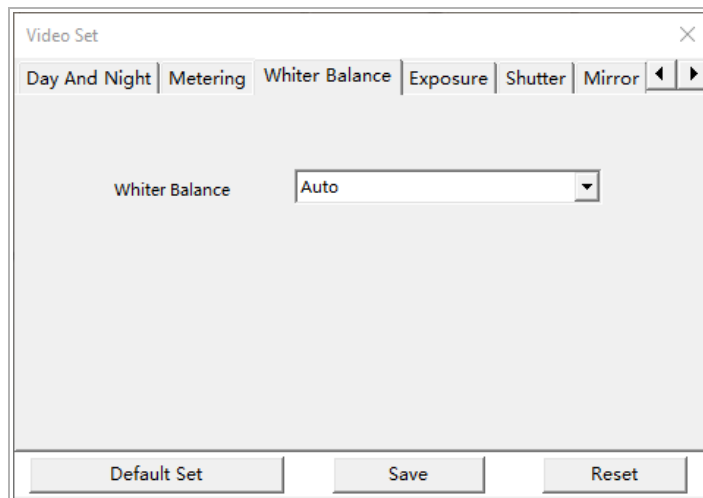 Video Set
Day And Night Metering Whiter Balance Exposure Shutter Mirror
Whiter Balance Auto
Default Set Save Reset